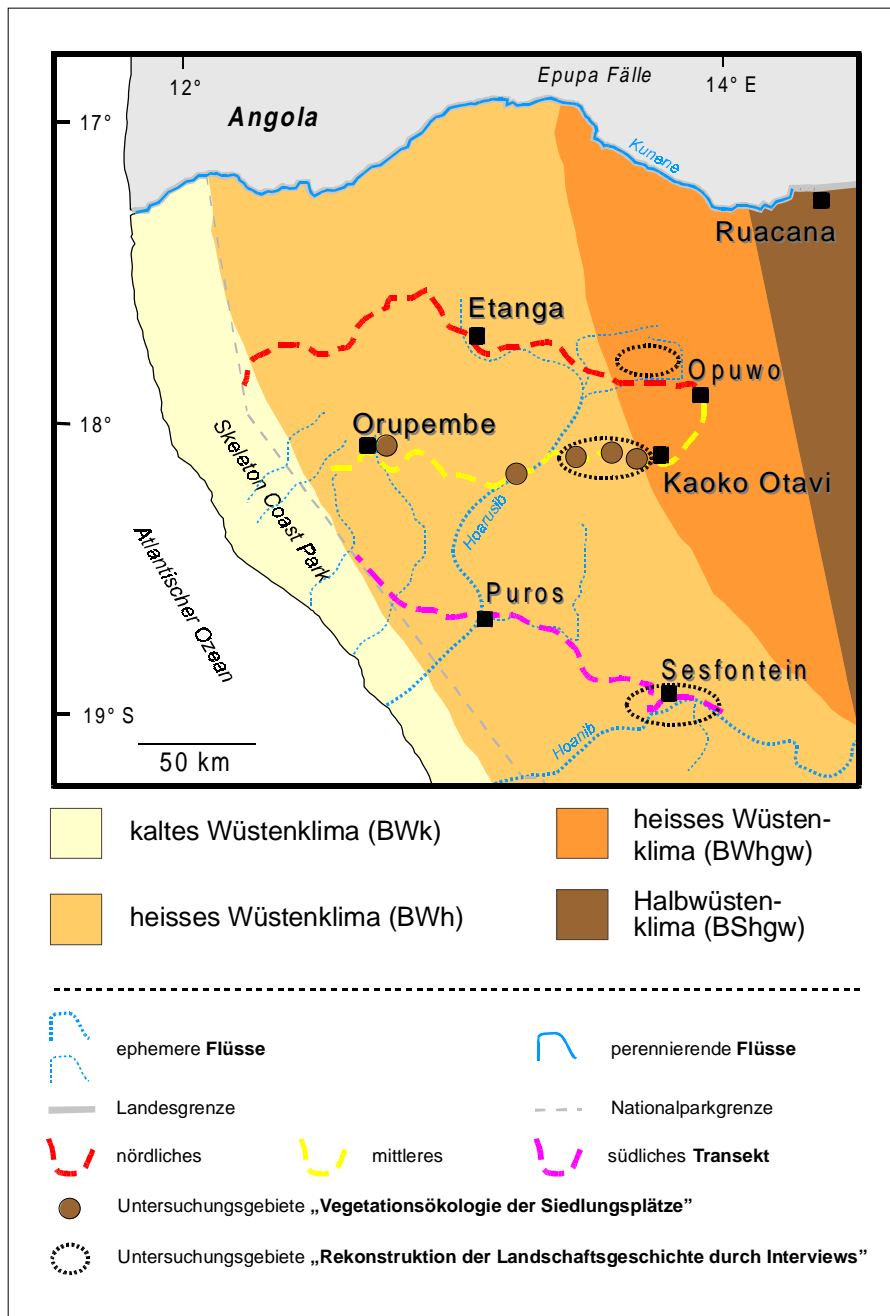 12°
14° E
Epupa Fälle
17°
Angola
Kunene
Ruacana
Etanga
Opuwo
18°
Orupembe
Kaoko Otavi
Skeleton Coast Park
Hoarusib
Atlantischer Ozean
Puros
Sesfontein
19° S
Hoanib
50 km
kaltes Wüstenklima (BWk)
heisses Wüsten-
klima (BWhgw)
heisses Wüstenklima (BWh)
Halbwüsten-
klima (BShgw)
ephemere Flüsse
perennierende Flüsse
Landesgrenze
Nationalparkgrenze
nördliches
mittleres
südliches Transekt
Untersuchungsgebiete „Vegetationsökologie der Siedlungsplätze”
Untersuchungsgebiete „Rekonstruktion der Landschaftsgeschichte durch Interviews”